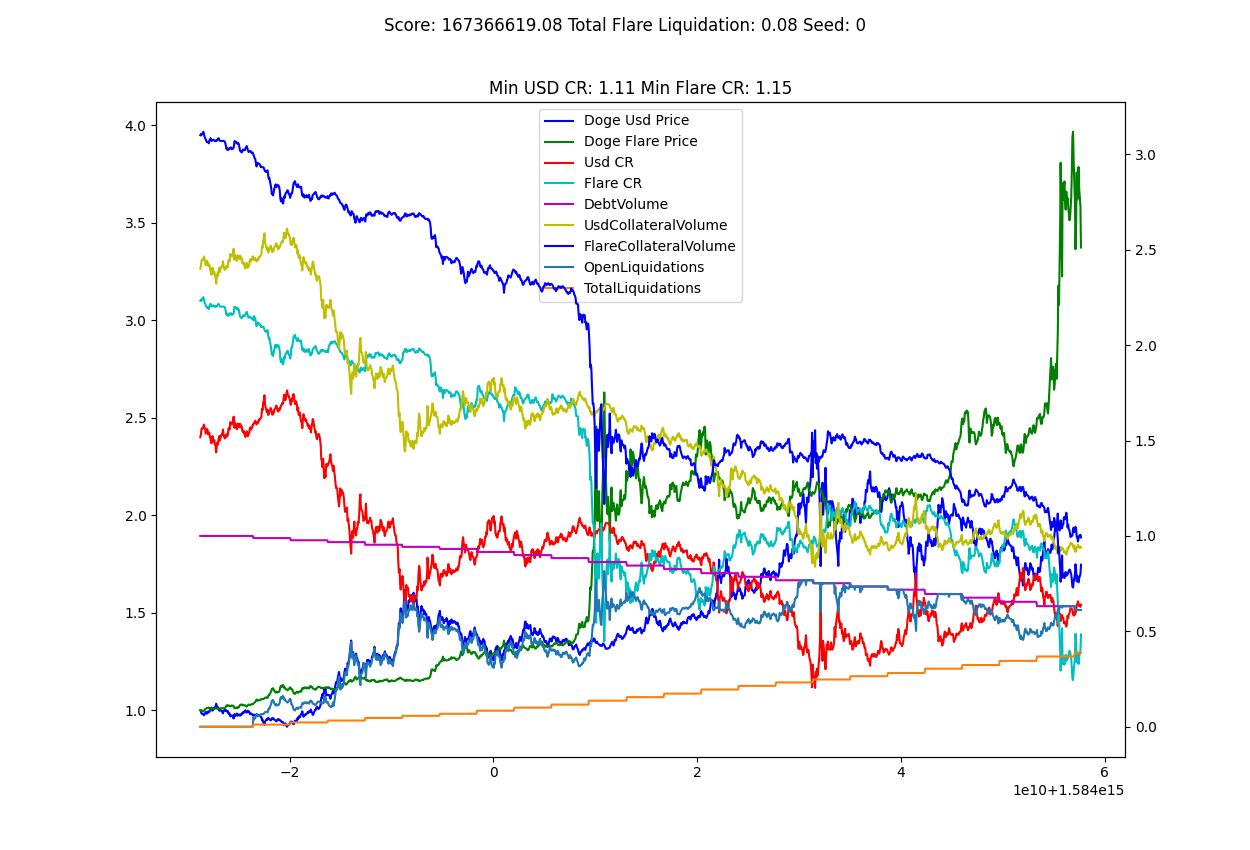 Score: 167366619.08 Total Flare Liquidation: 0.08 Seed: 0
Min USD CR: 1.11 Min Flare CR: 1.15
Doge Usd Price
Doge Flare Price
Usd CR
Flare CR
DebtVolume
UsdCollateralVolume
FlareCollateralVolume
OpenLiquidations
TotalLiquidations
4.0
3.5
3.0
2.5
2.0
1.5
1.0
3.0
2.5
2.0
1.5
1.0
0.5
0.0
−2
0
2
4
6
1e10+1.584e15